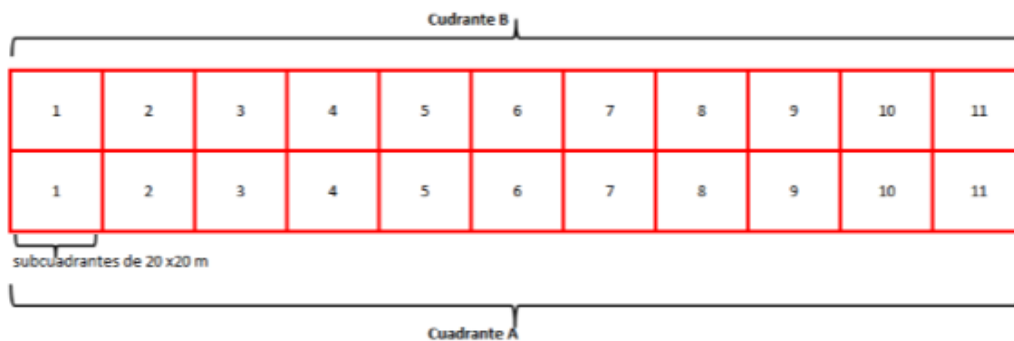 Cudrante B
1 2 3 4 5 6 7 8 9 10 11
1 2 3 4 5 6 7 8 9 10 11
subcuadrantes de 20 x20 m
Cuadrante A